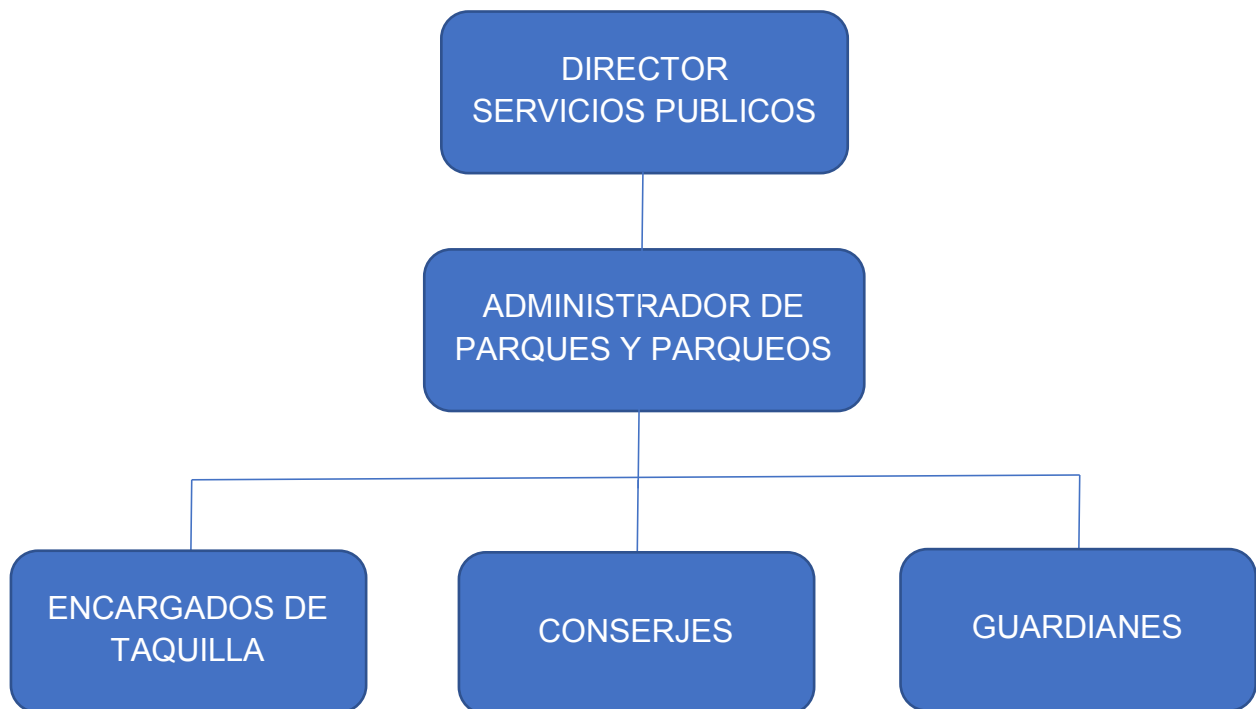 DIRECTOR
SERVICIOS PUBLICOS
ADMINISTRADOR DE
PARQUES Y PARQUEOS
ENCARGADOS DE
TAQUILLA
CONSERJES
GUARDIANES